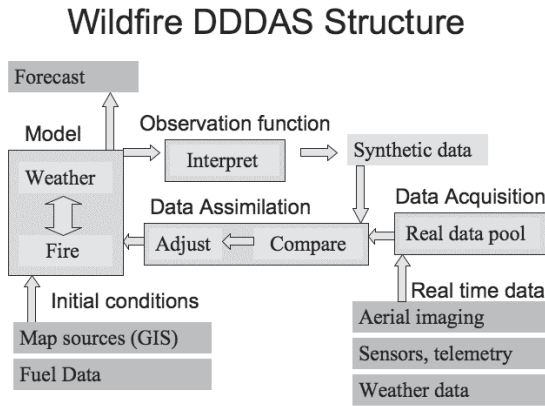 Wildfire DDDAS Structure
Forecast
Model
Observation function
Interpret
Synthetic data
Weather
Fire
Data Assimilation
Adjust
Compare
Data Acquisition
Real data pool
Initial conditions
Map sources (GIS)
Fuel Data
Real time data
Aerial imaging
Sensors, telemetry
Weather data